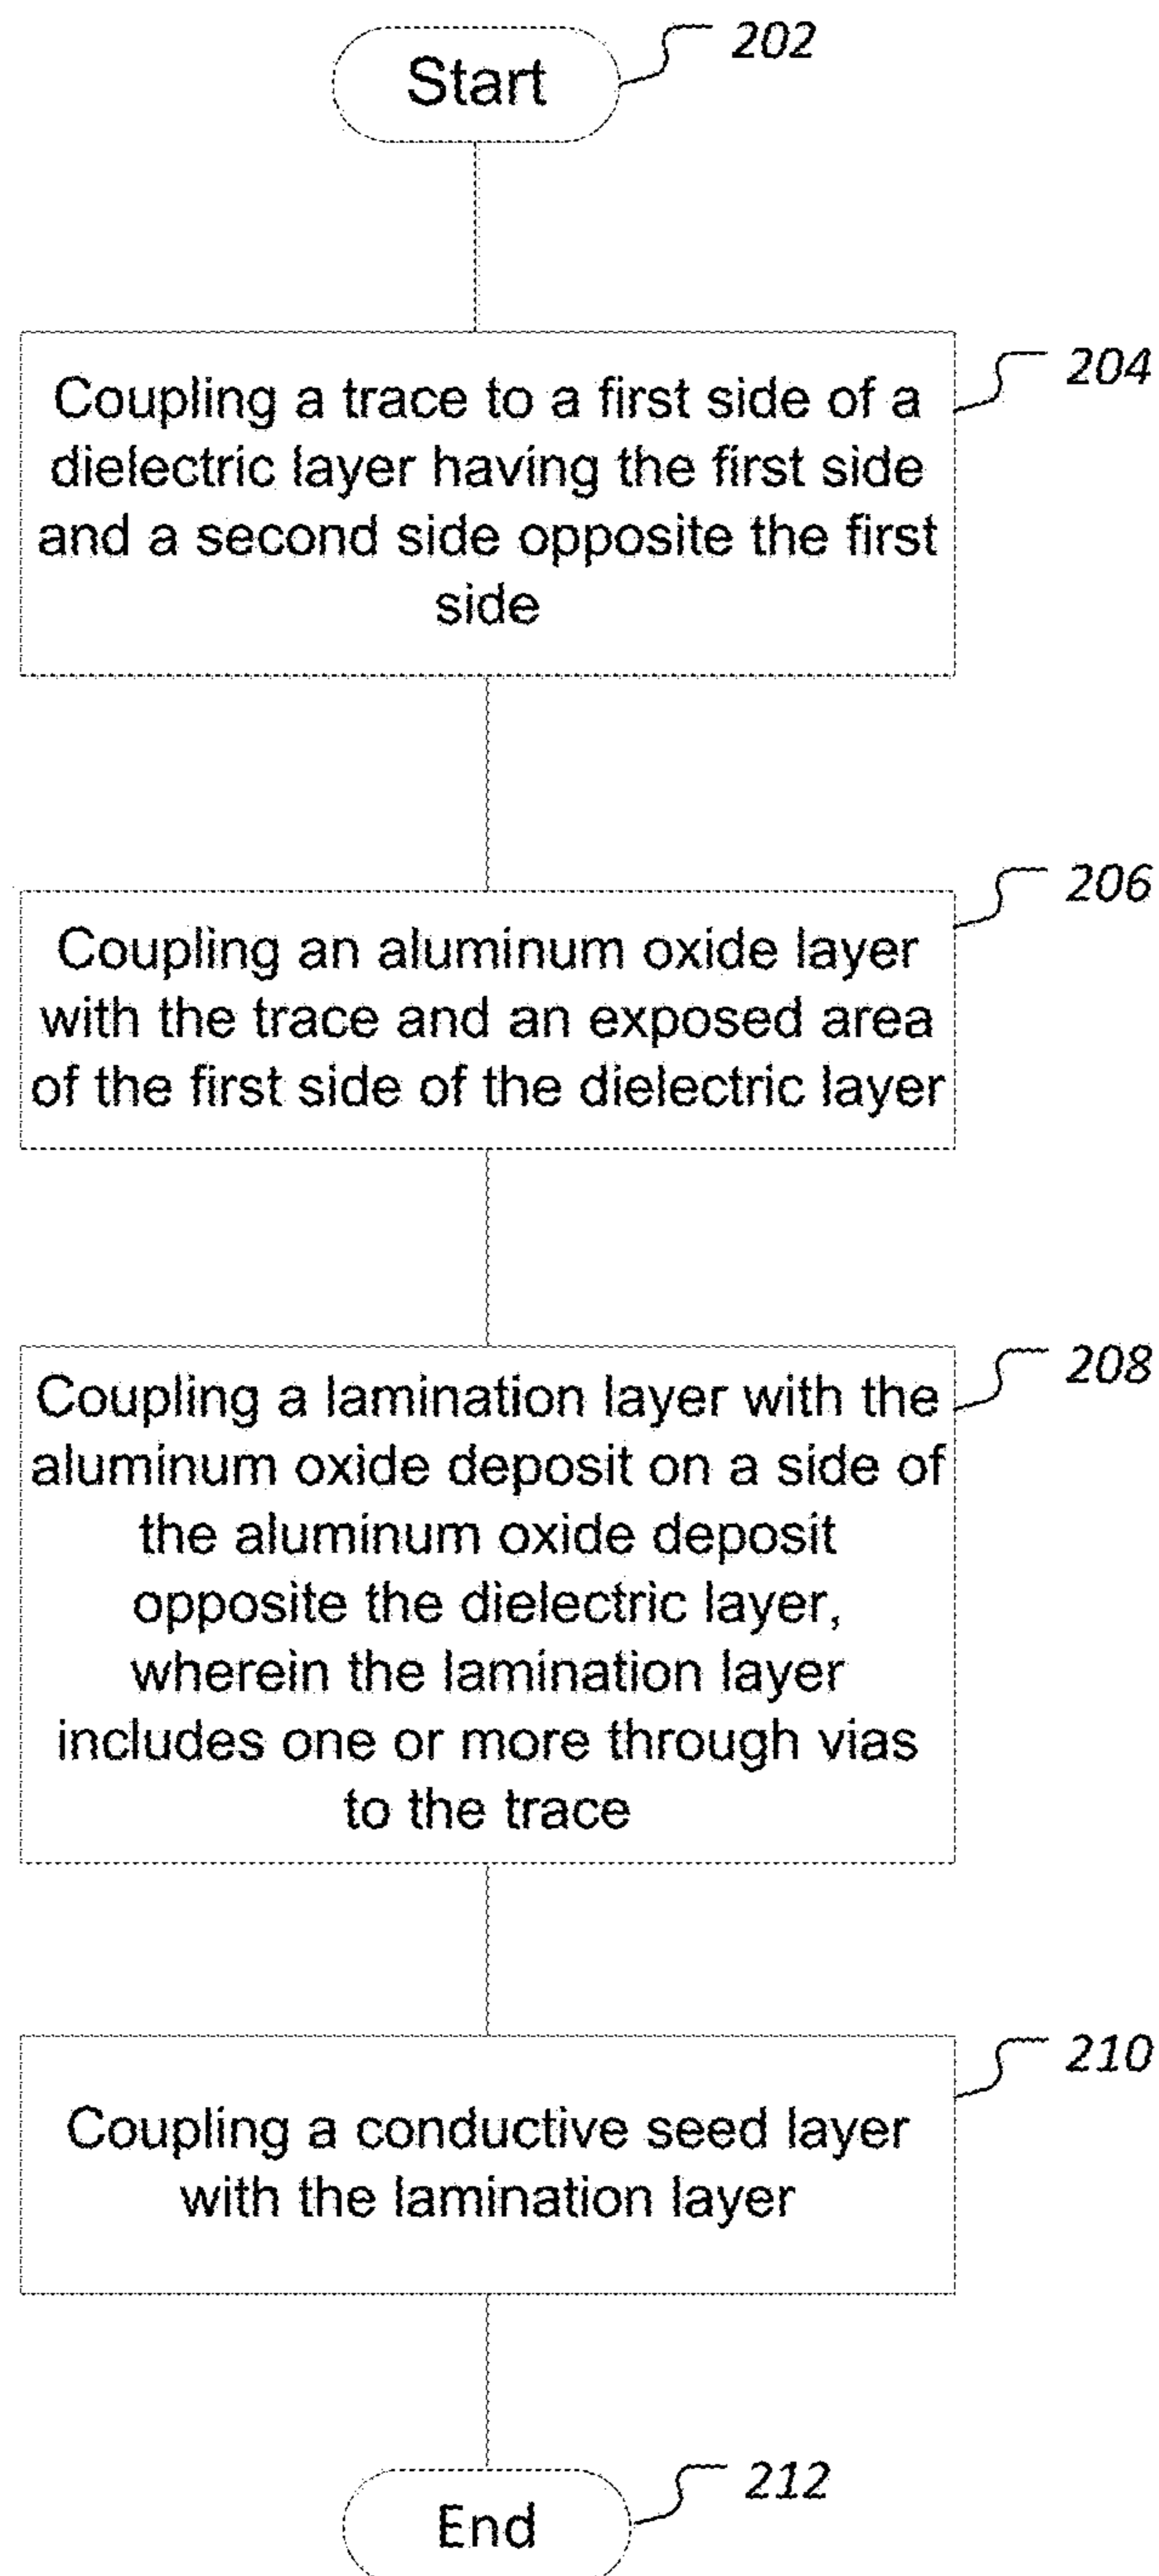 Start
202
Coupling a trace to a first side of a
dielectric layer having the first side
and a second side opposite the first
side
204
Coupling an aluminum oxide layer
with the trace and an exposed area
of the first side of the dielectric layer
206
Coupling a lamination layer with the
aluminum oxide deposit on a side of
the aluminum oxide deposit
opposite the dielectric layer,
wherein the lamination layer
includes one or more through vias
to the trace
208
Coupling a conductive seed layer
with the lamination layer
210
End
212